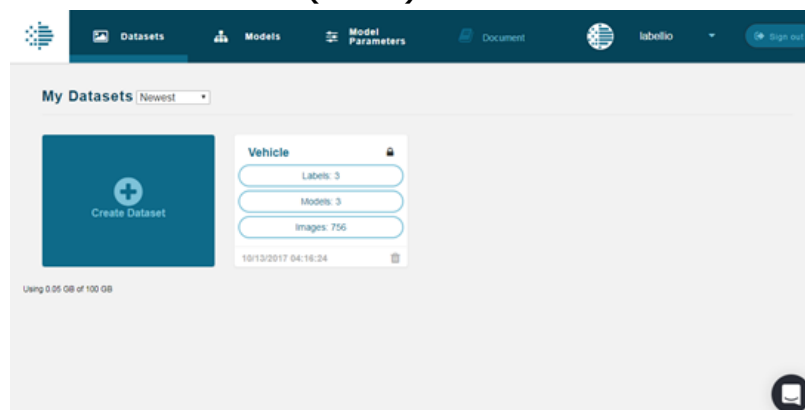 Datasets
Models
Model
Parameters
Document
labellio
Sign out
My Datasets Newest
Vehicle
Labels: 3
Models: 3
Images: 756
Create Dataset
10/13/2017 04:16:24
Using 0.05 GB of 100 GB